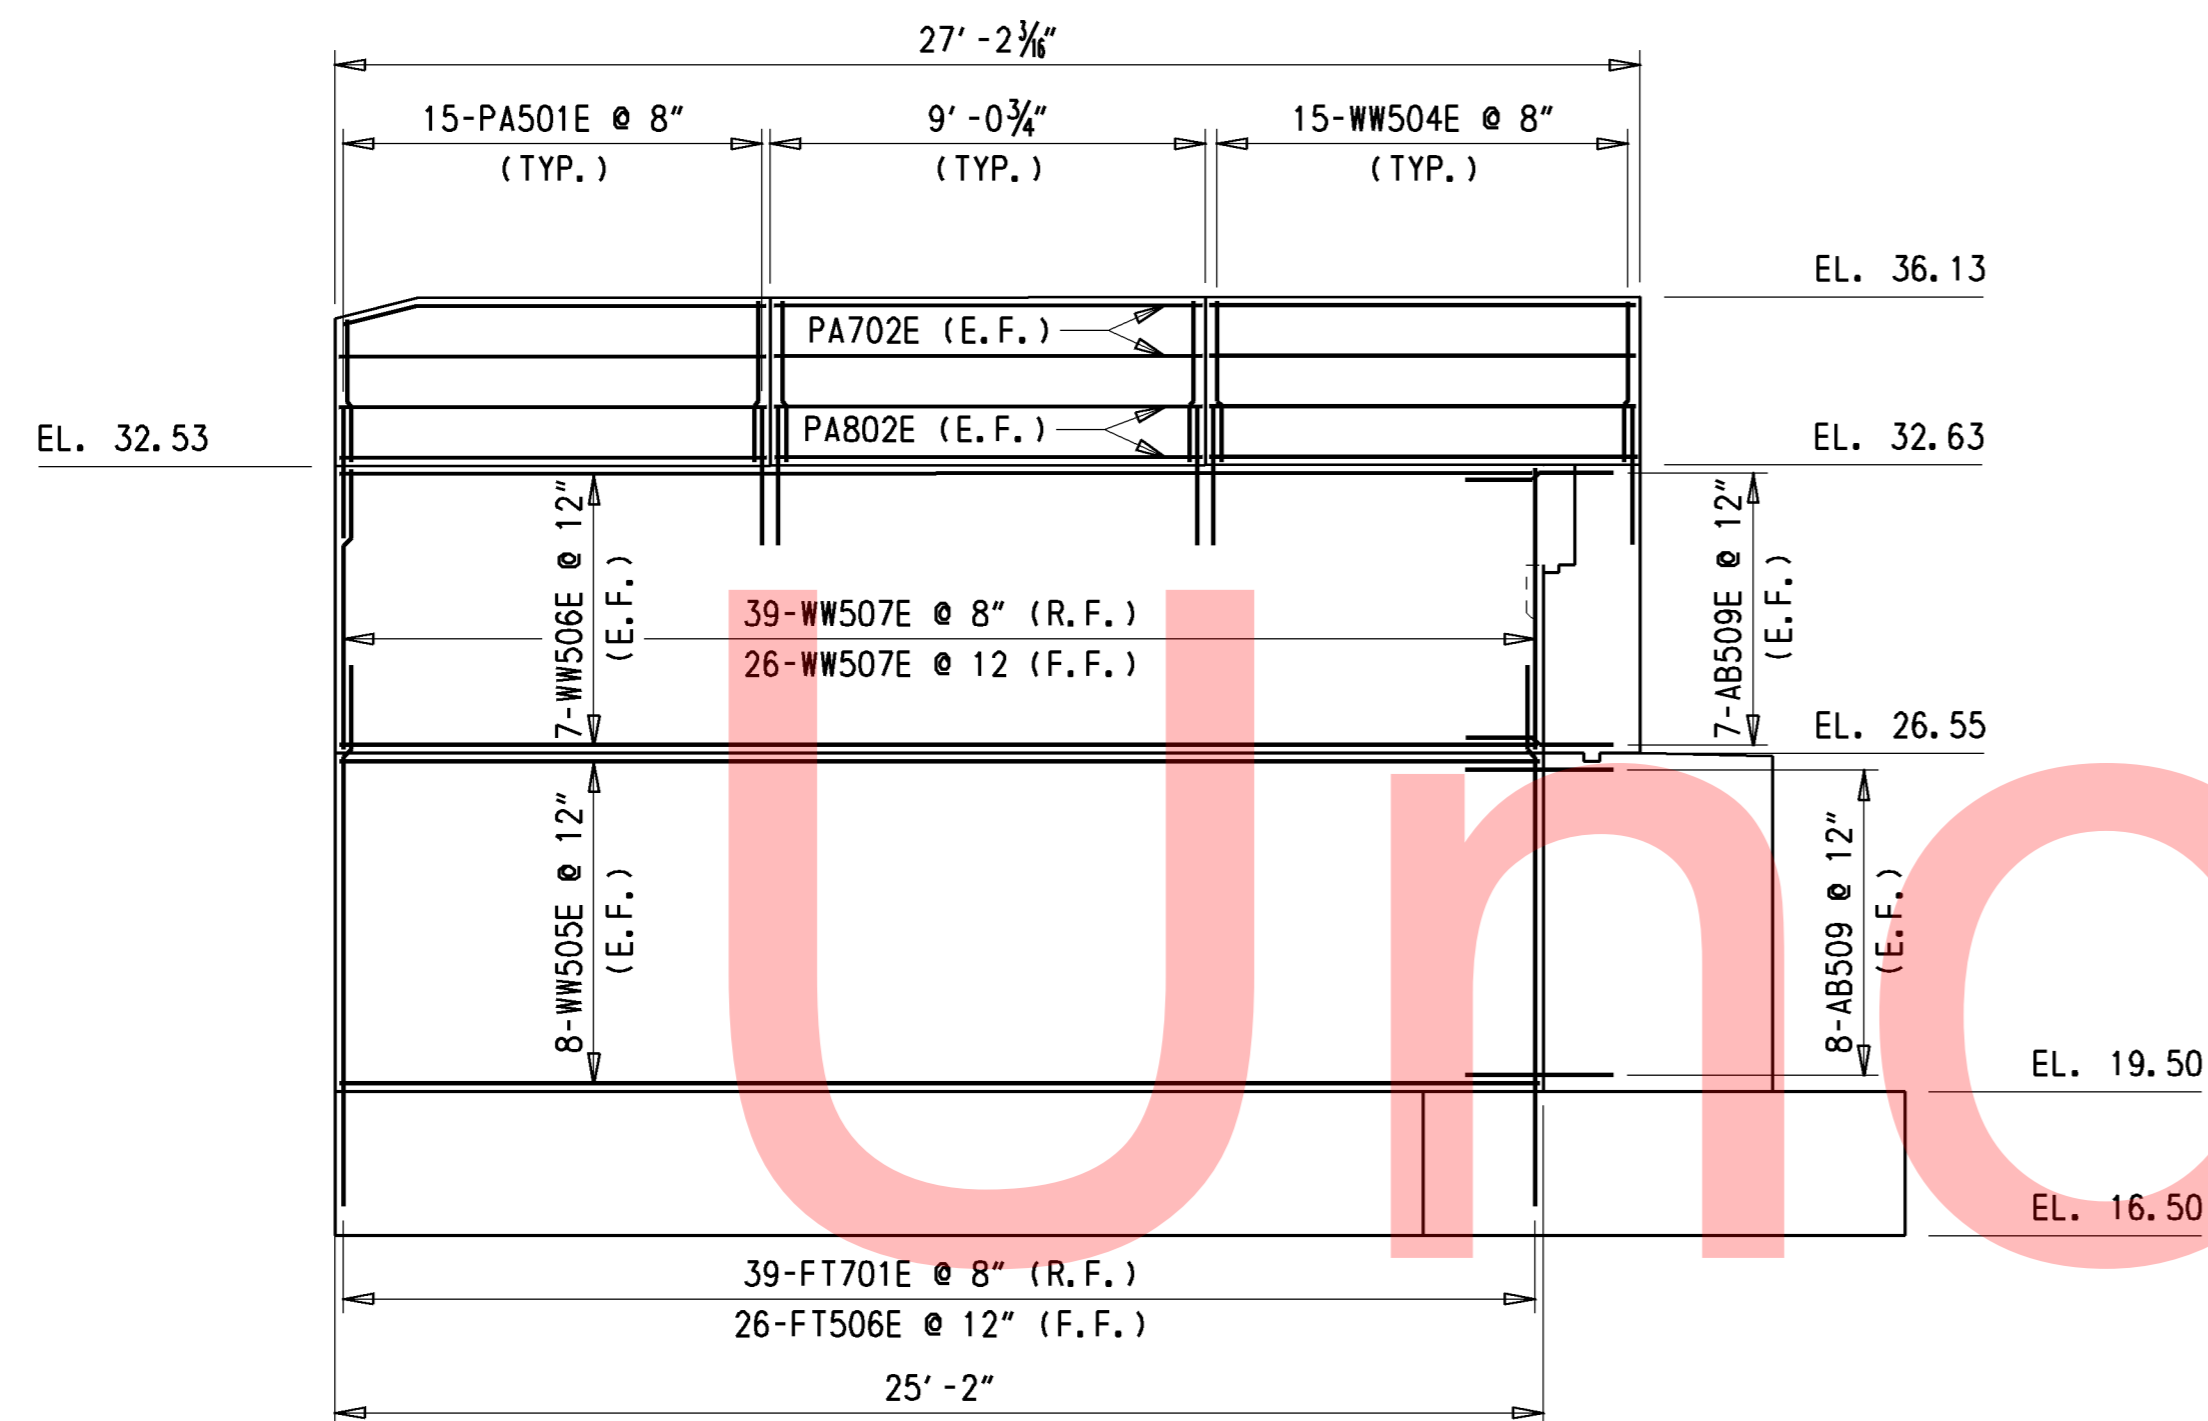 27'-2 3/16"
15-PA501E @ 8"
(TYP.)
9'-0 3/4"
(TYP.)
15-WW504E @ 8"
(TYP.)
EL. 36.13
PA702E (E.F.)
PA802E (E.F.)
EL. 32.53
EL. 32.63
7-WW506E @ 12"
(E.F.)
39-WW507E @ 8" (R.F.)
26-WW507E @ 12 (F.F.)
7-AB509E @ 12"
(E.F.)
EL. 26.55
8-WW505E @ 12"
(E.F.)
8-AB509 @ 12"
(E.F.)
EL. 19.50
EL. 16.50
39-FT701E @ 8" (R.F.)
26-FT506E @ 12" (F.F.)
25'-2"
Un